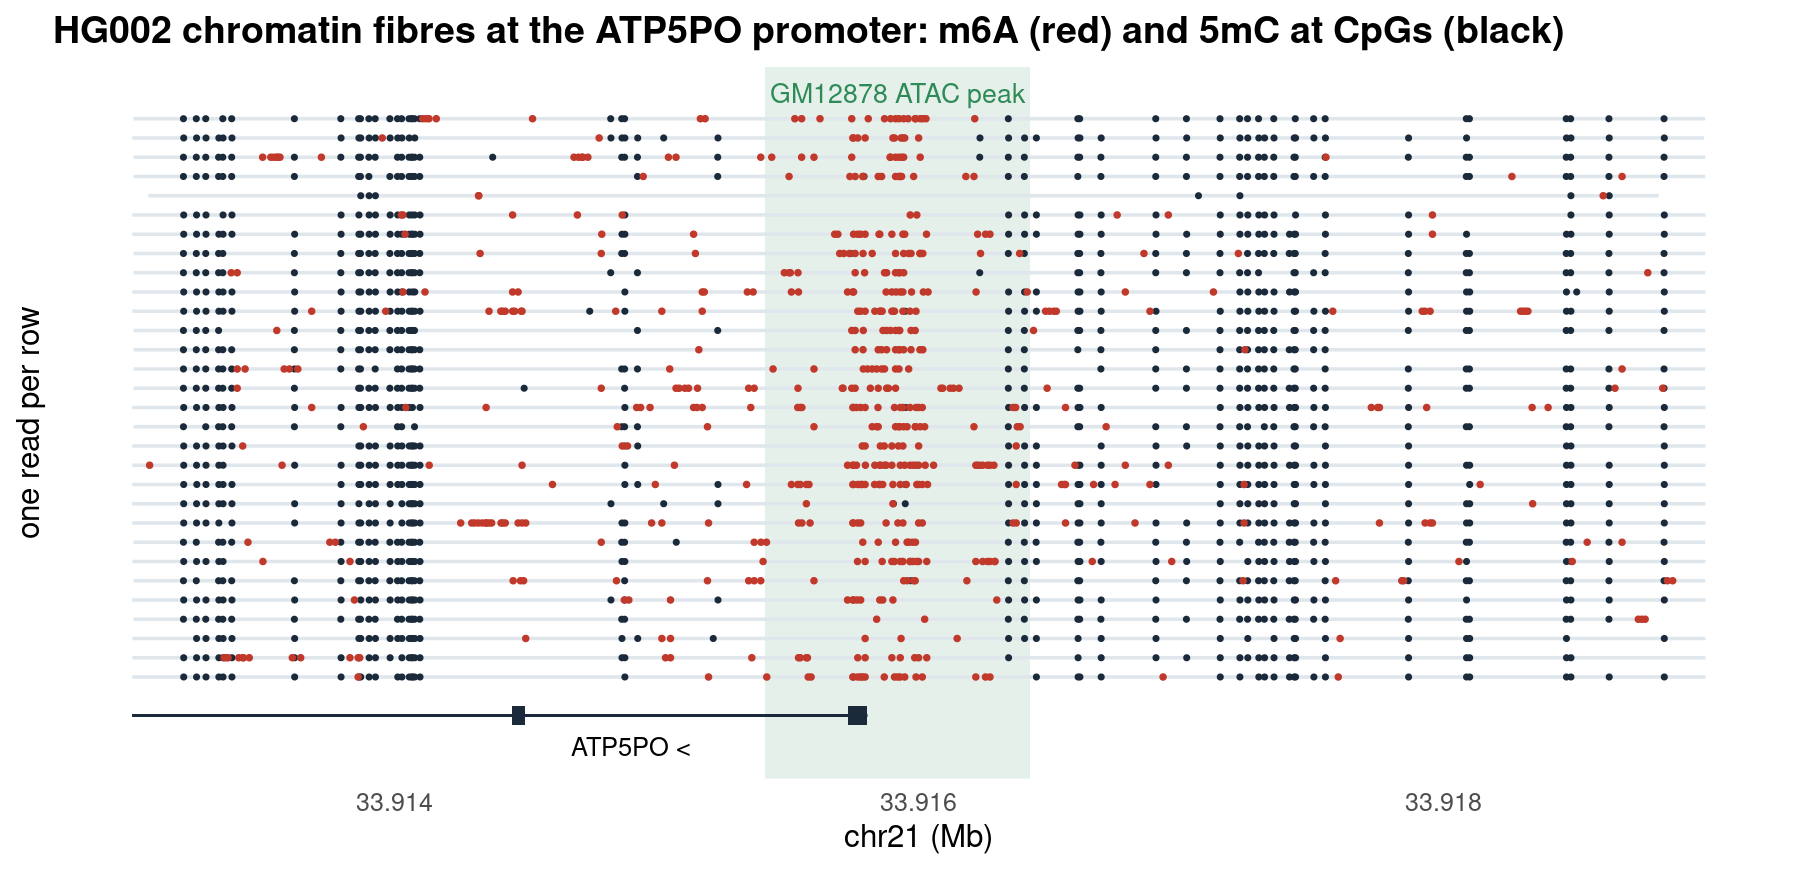 HG002 chromatin fibres at the ATP5PO promoter: m6A (red) and 5mC at CpGs (black)
GM12878 ATAC peak
one read per row
ATP5PO <
33.914
33.916
33.918
chr21 (Mb)